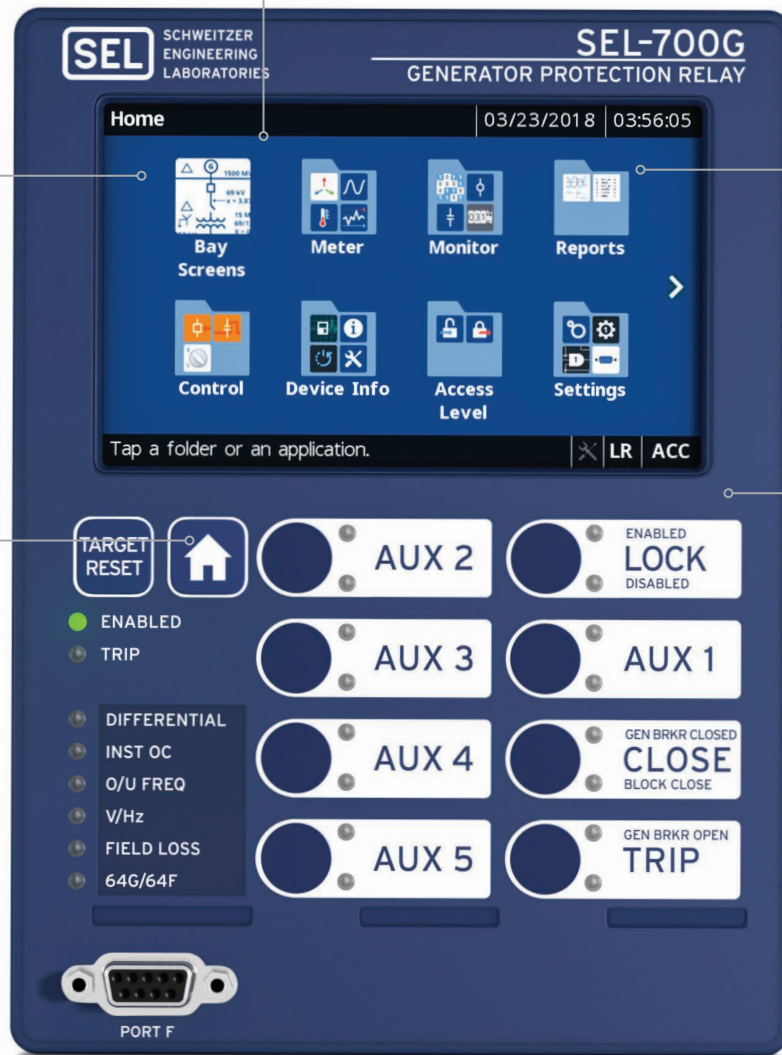 SEL
SCHWEITZER
ENGINEERING
LABORATORIES
SEL-700G
GENERATOR PROTECTION RELAY
Home
03/23/2018
03:56:05
G
1500
69 kV
Bay
Screens
Meter
Monitor
Reports
Control
Device Info
Access
Level
Settings
Tap a folder or an application.
LR
ACC
TARGET
RESET
ENABLED
TRIP
AUX 2
ENABLED
LOCK
DISABLED
AUX 3
AUX 1
DIFFERENTIAL
INST OC
O/U FREQ
V/Hz
FIELD LOSS
64G/64F
AUX 4
GEN BRKR CLOSED
CLOSE
BLOCK CLOSE
AUX 5
GEN BRKR OPEN
TRIP
PORT F